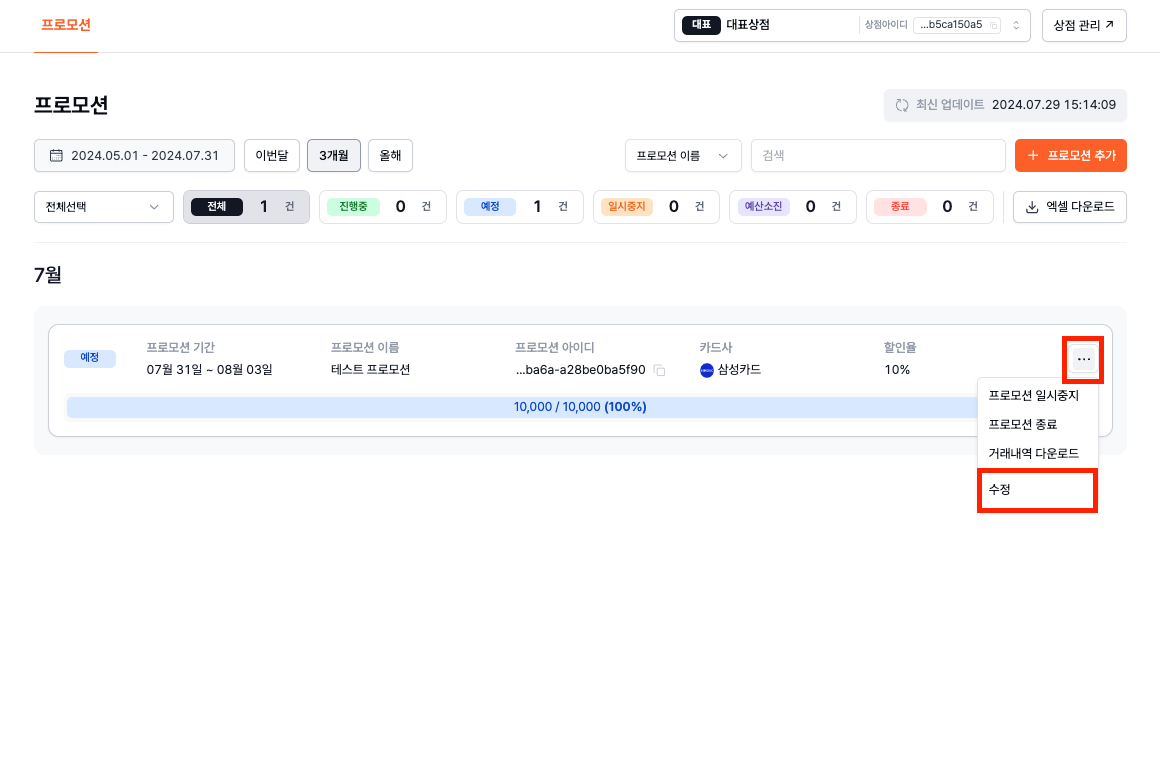 프로모션
대표 대표상점 상점아이디 ...b5ca150a5
상점 관리
프로모션
최신 업데이트 2024.07.29 15:14:09
2024.05.01 - 2024.07.31 이번달 3개월 올해
프로모션 이름 검색 프로모션 추가
전체선택 전체 1 건 진행중 0 건 예정 1 건 일시중지 0 건 예산소진 0 건 종료 0 건 엑셀 다운로드
7월
예정
프로모션 기간 프로모션 이름 프로모션 아이디 카드사 할인율
07월 31일 ~ 08월 03일 테스트 프로모션 ...ba6a-a28be0ba5f90 삼성카드 10%
10,000 / 10,000 (100%)
프로모션 일시중지
프로모션 종료
거래내역 다운로드
수정